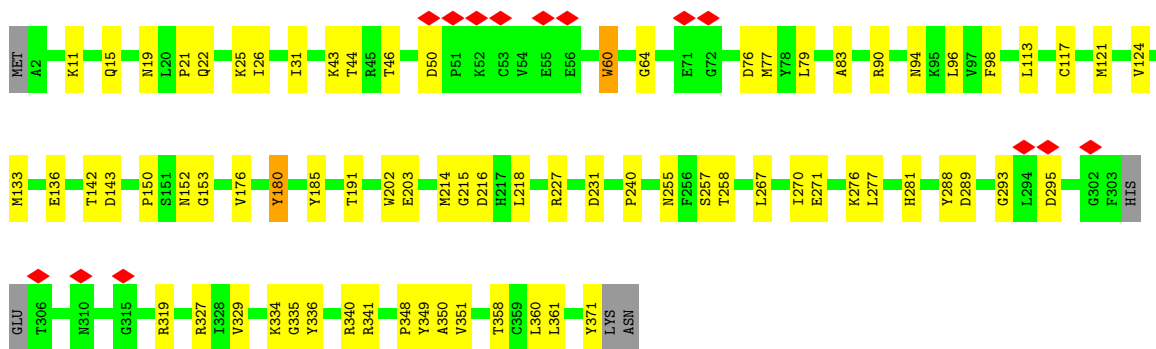 MET A2 K11 Q15 N19 L20 P21 Q22 K25 I26 I31 K43 T44 R45 T46 D50 P51 K52 C53 V54 E55 E56 W60 G64 E71 G72 D76 M77 Y78 L79 A83 R90 N94 K95 L96 V97 F98 L113 C117 M121 V124
M133 E136 T142 D143 P150 S151 N152 G153 V176 Y180 Y185 T191 W202 E203 M214 G215 D216 H217 L218 R227 D231 P240 N255 F256 S257 T258 L267 I270 E271 K276 L277 H281 Y288 D289 G293 L294 D295 G302 F303 HIS
GLU T306 N310 G315 R319 R327 I328 V329 K334 G335 Y336 R340 R341 P348 Y349 A350 V351 T358 C359 L360 L361 Y371 LYS ASN